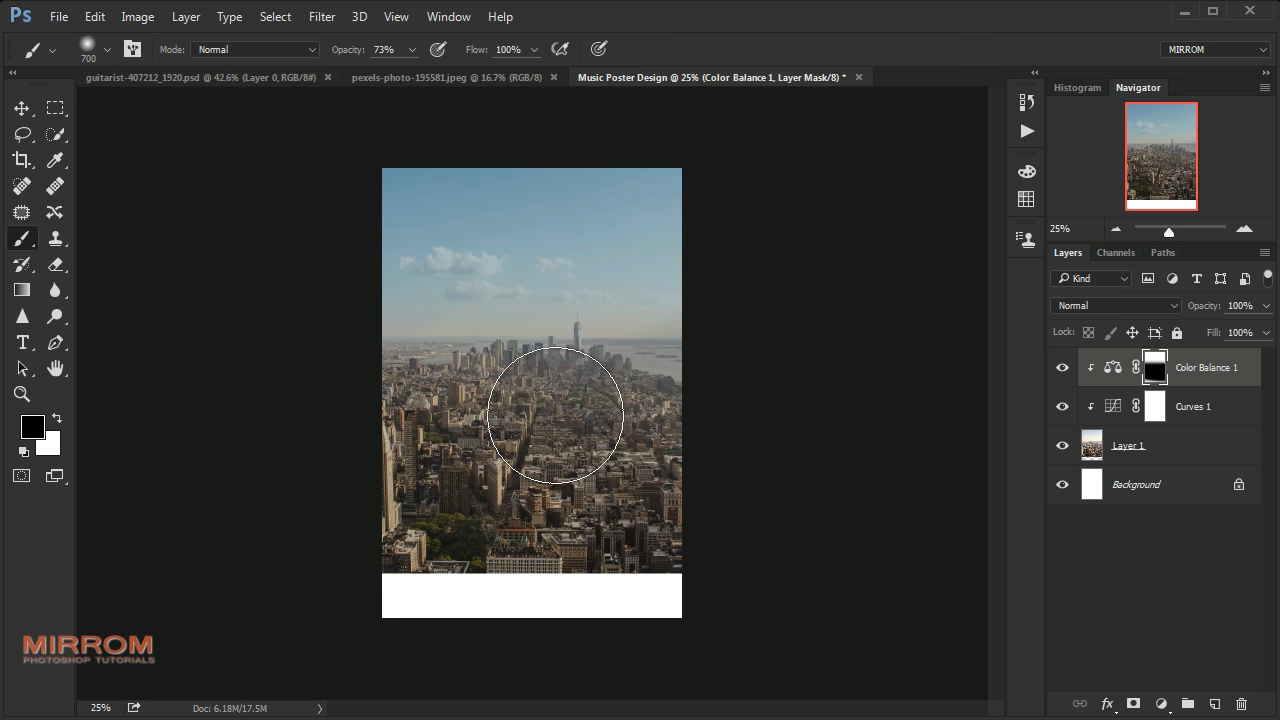 Ps File Edit Image Layer Type Select Filter 3D View Window Help
700 Mode: Normal Opacity: 73% Flow: 100% MIRROM
guitarist-407212_1920.psd @ 42.6% (Layer 0, RGB/8#) × pexels-photo-195581.jpeg @ 16.7% (RGB/8) × Music Poster Design @ 25% (Color Balance 1, Layer Mask/8) * ×
Histogram Navigator
25%
Layers Channels Paths
Kind
Normal Opacity: 100%
Lock: Fill: 100%
Color Balance 1
Curves 1
Layer 1
Background
MIRROM
PHOTOSHOP TUTORIALS
25% Doc: 6.18M/17.5M
fx